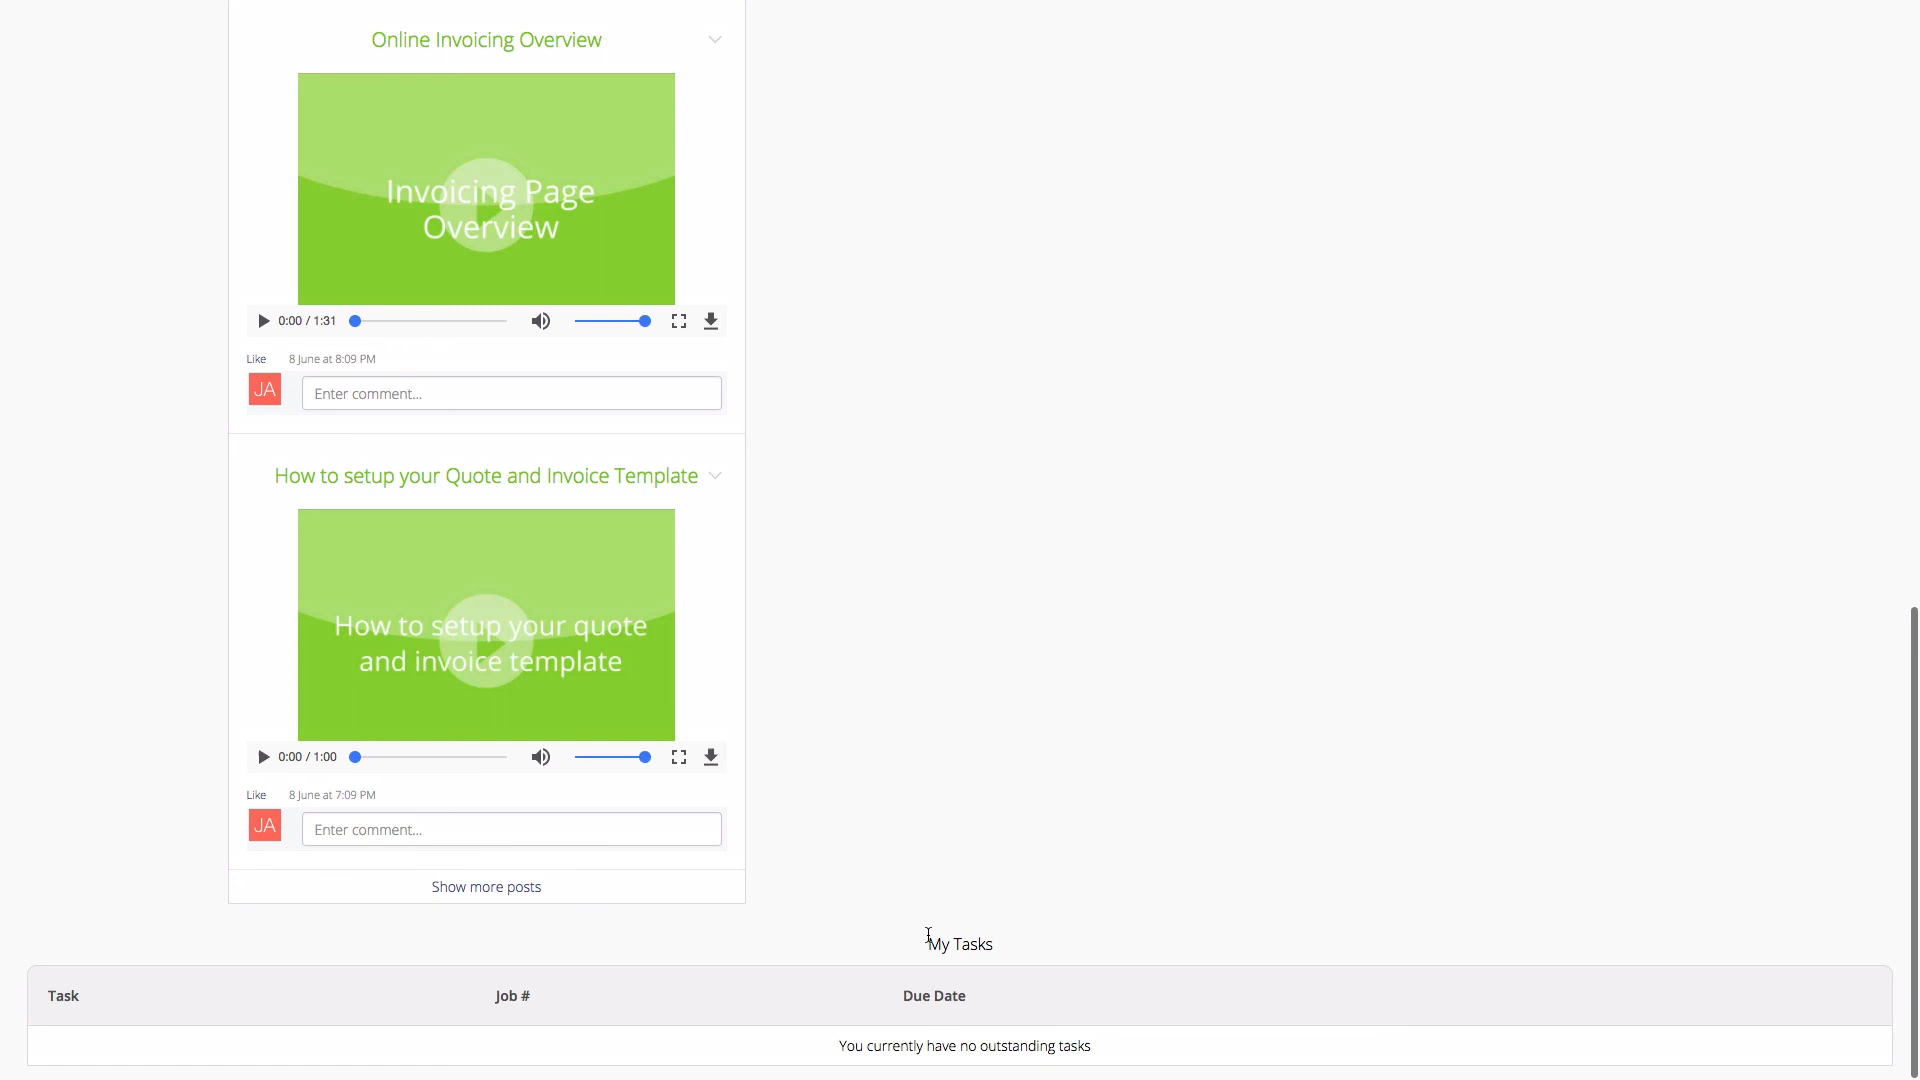 Online Invoicing Overview
Invoicing Page
Overview
0:00 / 1:31
Like 8 June at 8:09 PM
JA Enter comment...
How to setup your Quote and Invoice Template
How to setup your quote
and invoice template
0:00 / 1:00
Like 8 June at 7:09 PM
JA Enter comment...
Show more posts
My Tasks
Task Job # Due Date
You currently have no outstanding tasks